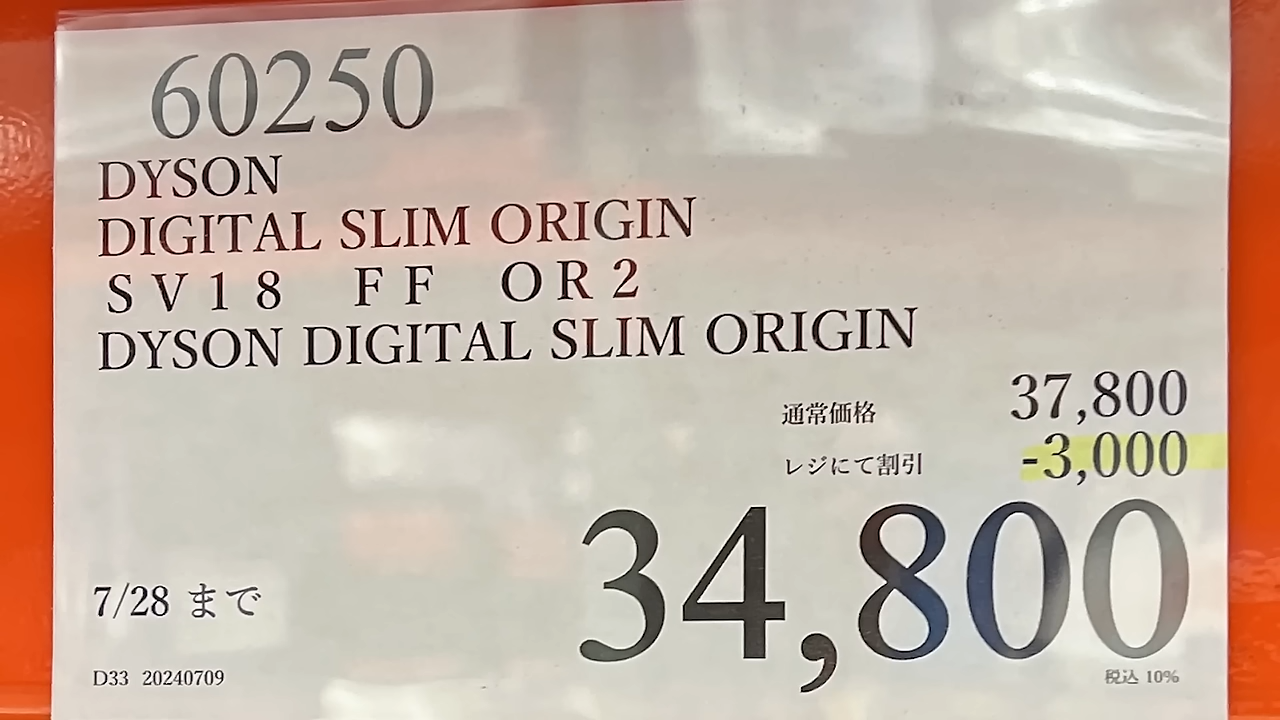 60250
DYSON
DIGITAL SLIM ORIGIN
SV18 FF OR2
DYSON DIGITAL SLIM ORIGIN
通常価格 37,800
レジにて割引 -3,000
34,800
7/28 まで
D33 20240709
税込 10%